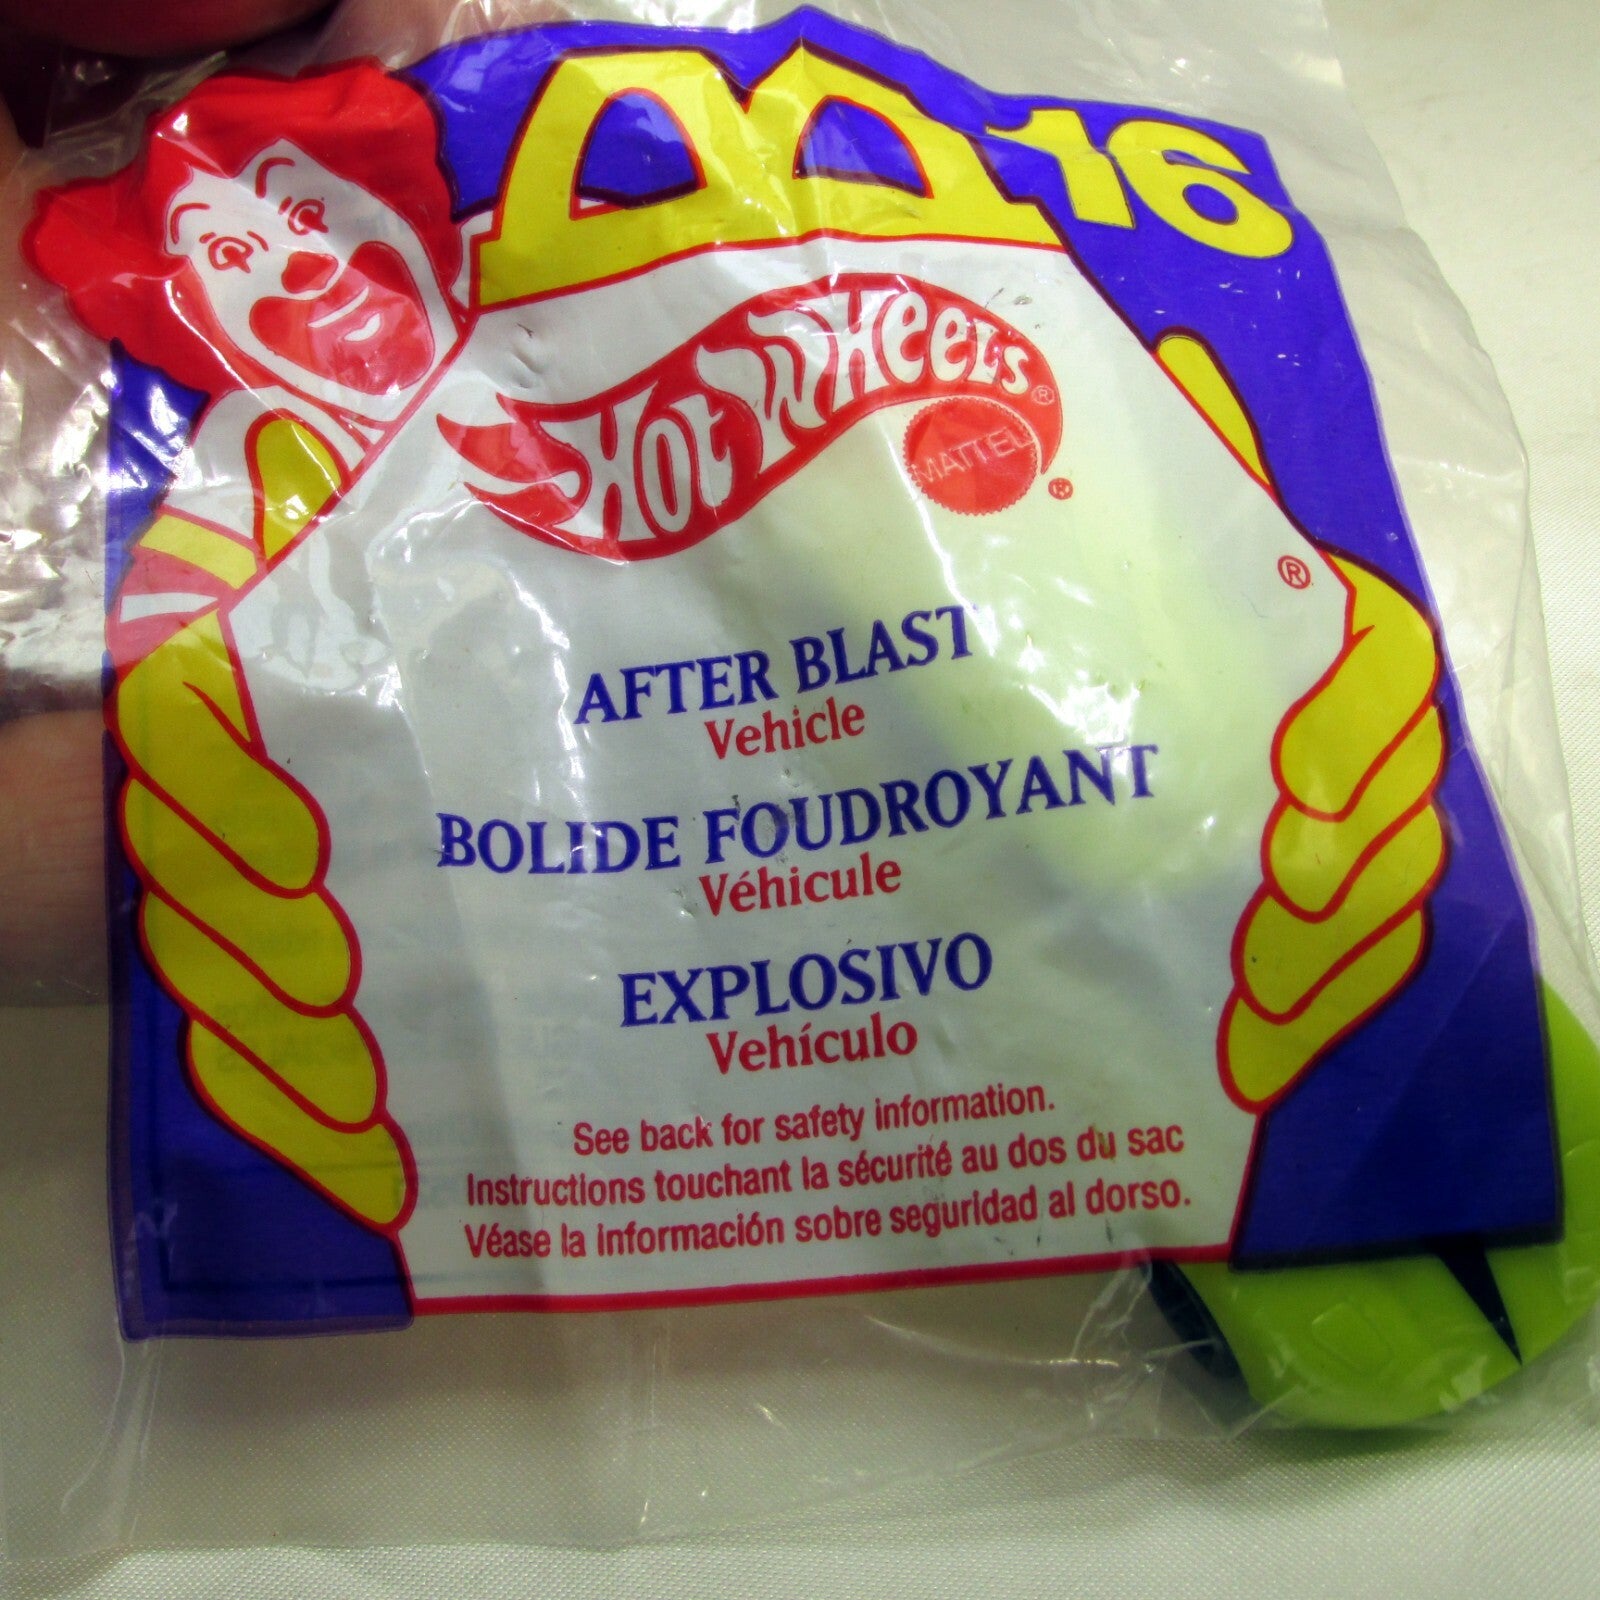 16
HOT WHEELS®
MATTEL ®
®
AFTER BLAST
Vehicle
BOLIDE FOUDROYANT
Véhicule
EXPLOSIVO
Vehículo
See back for safety information.
Instructions touchant la sécurité au dos du sac
Véase la información sobre seguridad al dorso.